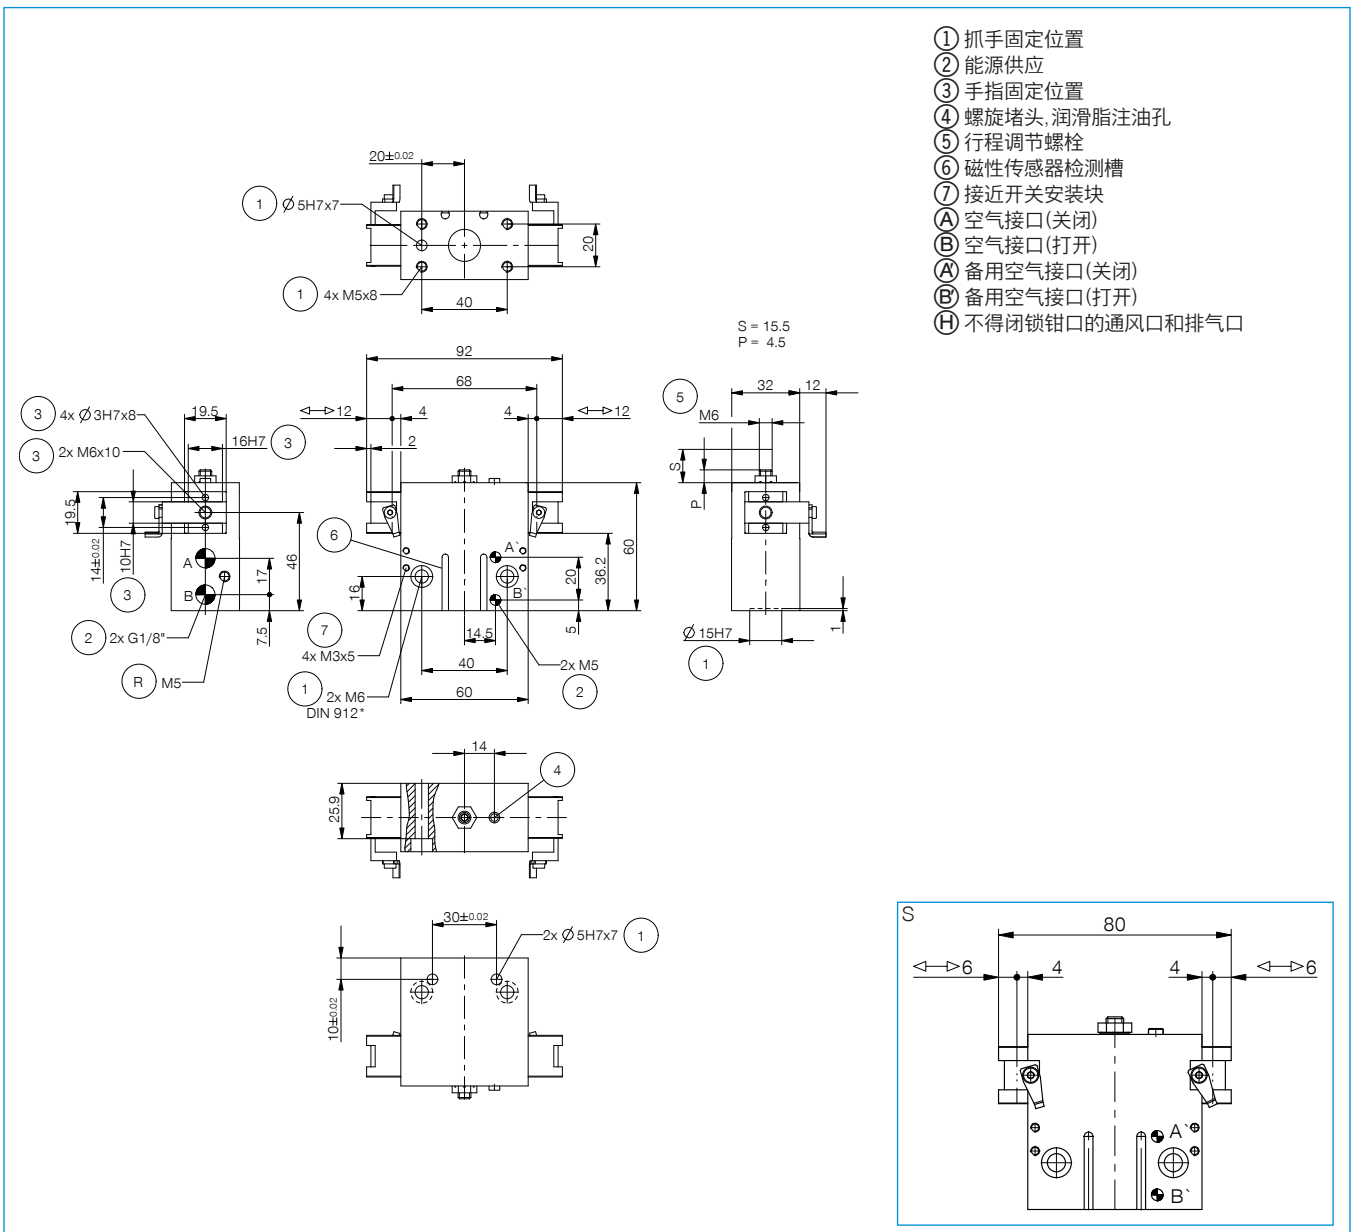 ① 抓手固定位置
② 能源供应
③ 手指固定位置
④ 螺旋堵头,润滑脂注油孔
⑤ 行程调节螺栓
⑥ 磁性传感器检测槽
⑦ 接近开关安装块
Ⓐ 空气接口(关闭)
Ⓑ 空气接口(打开)
A' 备用空气接口(关闭)
B' 备用空气接口(打开)
Ⓗ 不得闭锁钳口的通风口和排气口
20±0.02
1 Ø 5H7x7
20
1 4x M5x8
40
S = 15.5
P = 4.5
92
68
12 4 4 12
2
3 4x Ø 3H7x8
19.5
16H7 3
3 2x M6x10
19.5
14±0.02
10H7
3
A
B
17
46
7.5
2 2x G1/8"
R M5
6
A`
B`
16
20
36.2
60
5
14.5
7
4x M3x5
40
2x M5
2
1 2x M6
DIN 912*
60
5
32 12
M6
S
P
Ø 15H7
1
1
14
4
25.9
30±0.02
2x Ø 5H7x7 1
10±0.02
S
80
6 4 4 6
A`
B`